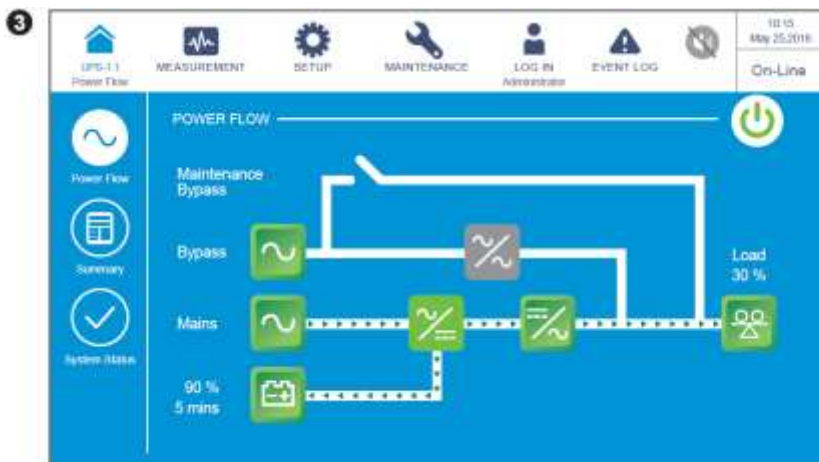 3
10:15
May 25,2016
UPS-1.1
Power Flow
MEASUREMENT
SETUP
MAINTENANCE
LOG IN
Administrator
EVENT LOG
On-Line
POWER FLOW
Power Flow
Maintenance
Bypass
Summary
Bypass
Load
30 %
Mains
System Status
90 %
5 mins